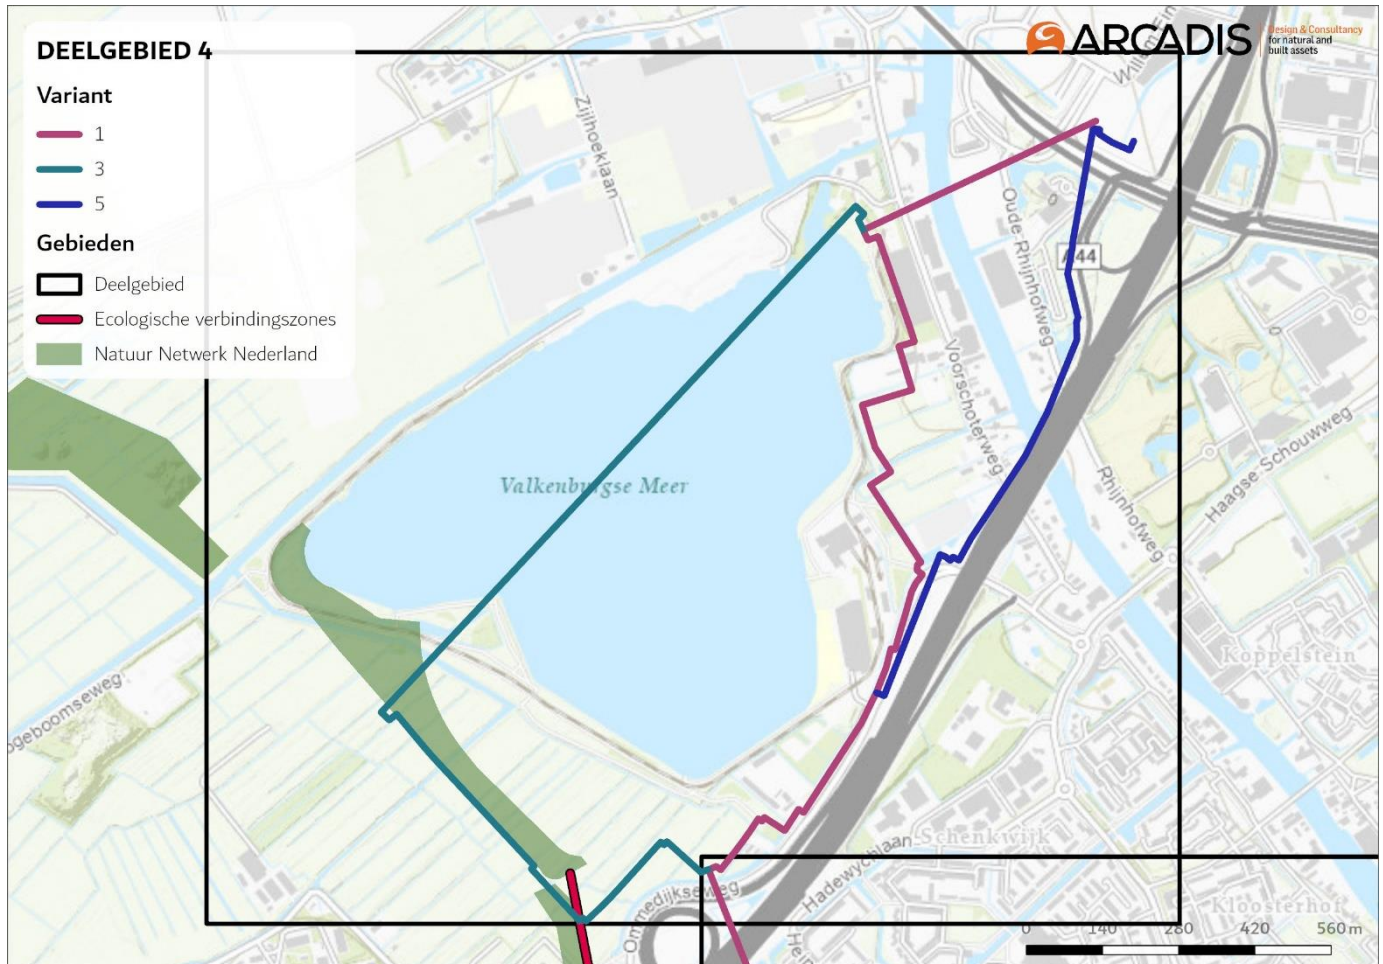 DEELGEBIED 4
Variant
1
3
5
Gebieden
Deelgebied
Ecologische verbindingszones
Natuur Netwerk Nederland
ARCADIS
Design & Consultancy
for natural and
built assets
Zijlhoeklaan
Oude-Rhijnhofweg
A44
Voorschoterweg
Valkenburgse Meer
Rhijnhofweg
Haagse-Schouwweg
Koppelstein
Schenkwijk
Hadewychlaan
Kloosterhof
Ommedijkseweg
0 140 280 420 560 m